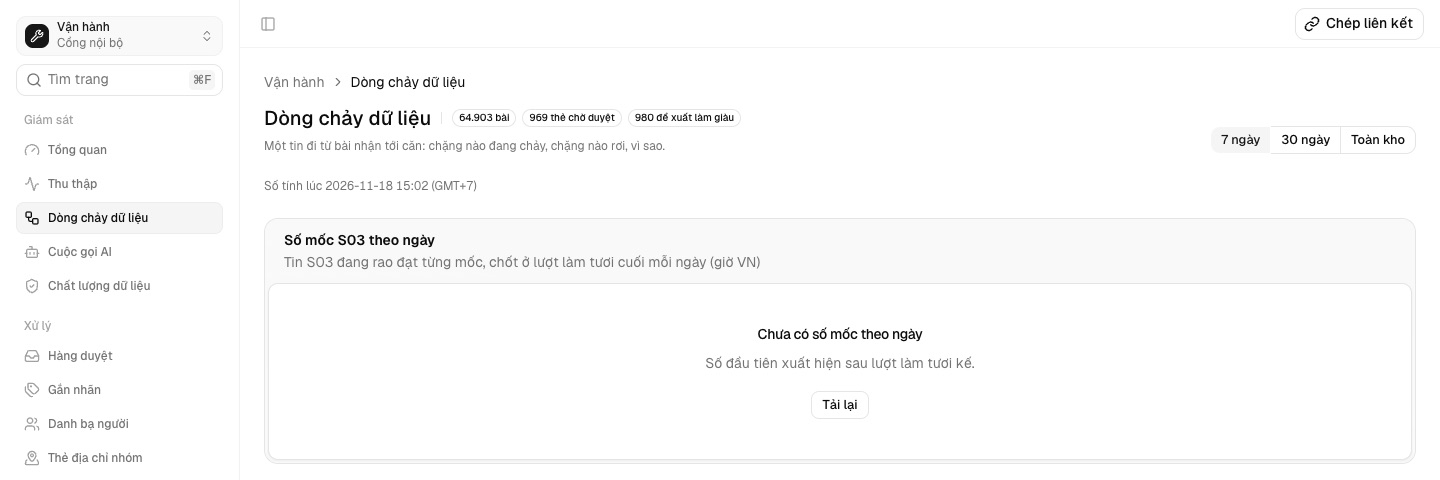 Vận hành
Cổng nội bộ
Tìm trang
⌘F
Giám sát
Tổng quan
Thu thập
Dòng chảy dữ liệu
Cuộc gọi AI
Chất lượng dữ liệu
Xử lý
Hàng duyệt
Gắn nhãn
Danh bạ người
Thẻ địa chỉ nhóm
Chép liên kết
Vận hành > Dòng chảy dữ liệu
Dòng chảy dữ liệu 64.903 bài 969 thẻ chờ duyệt 980 đề xuất làm giàu
Một tin đi từ bài nhận tới căn: chặng nào đang chảy, chặng nào rơi, vì sao.
7 ngày 30 ngày Toàn kho
Số tính lúc 2026-11-18 15:02 (GMT+7)
Số mốc S03 theo ngày
Tin S03 đang rao đạt từng mốc, chốt ở lượt làm tươi cuối mỗi ngày (giờ VN)
Chưa có số mốc theo ngày
Số đầu tiên xuất hiện sau lượt làm tươi kế.
Tải lại